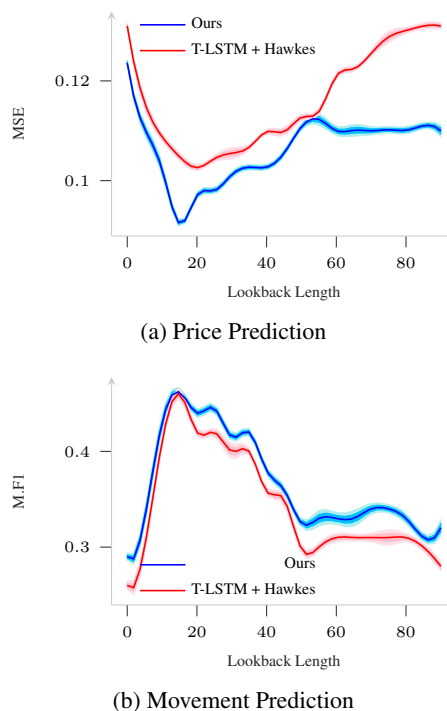 Ours
T-LSTM + Hawkes
0.12
0.1
MSE
0 20 40 60 80
Lookback Length
(a) Price Prediction
0.4
0.3
M.F1
Ours
T-LSTM + Hawkes
0 20 40 60 80
Lookback Length
(b) Movement Prediction